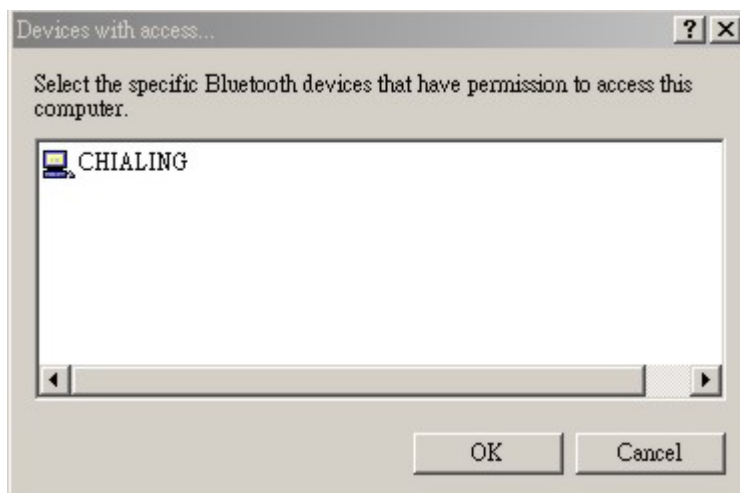 Devices with access...
Select the specific Bluetooth devices that have permission to access this
computer.
CHIALING
OK
Cancel